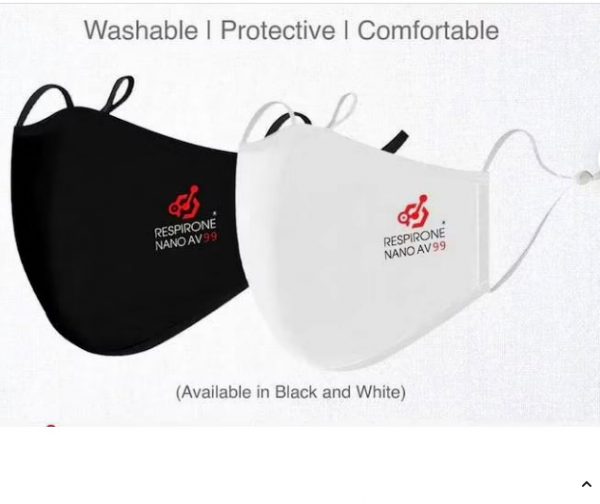 Washable | Protective | Comfortable
RESPIRONE
NANO AV99
RESPIRONE
NANO AV99
(Available in Black and White)